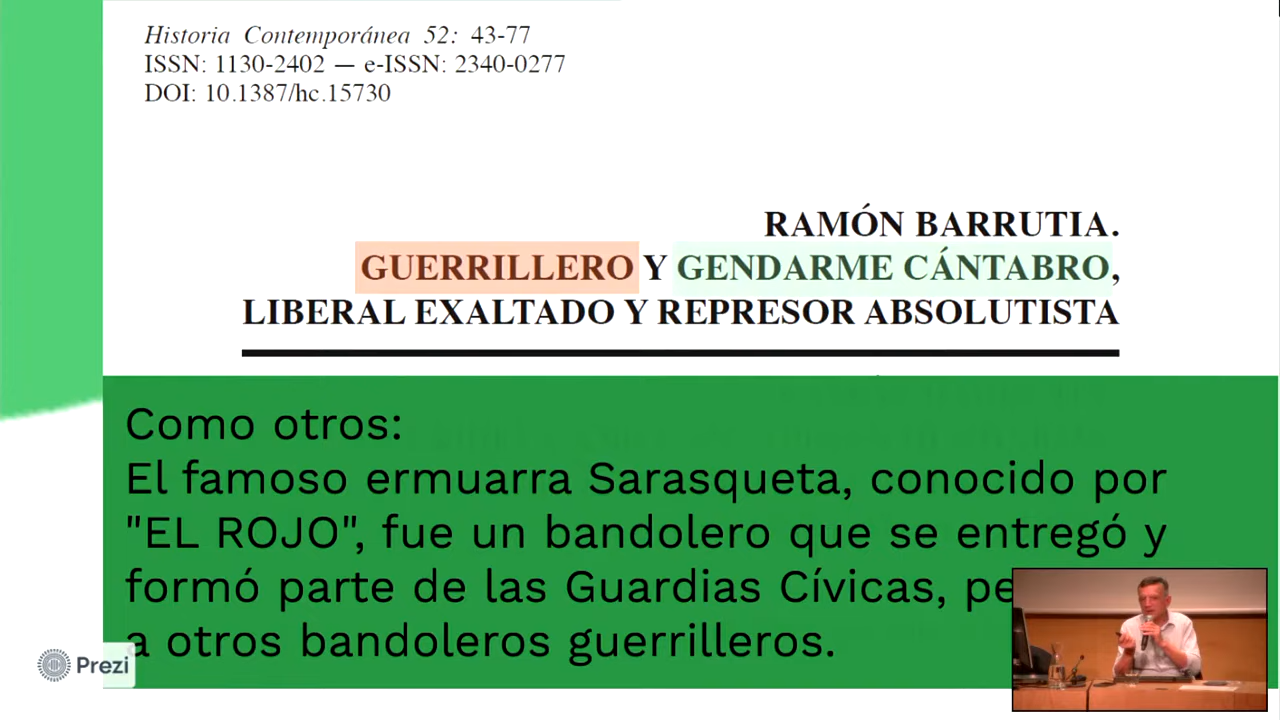 Historia Contemporánea 52: 43-77
ISSN: 1130-2402 — e-ISSN: 2340-0277
DOI: 10.1387/hc.15730
RAMÓN BARRUTIA.
GUERRILLERO Y GENDARME CÁNTABRO,
LIBERAL EXALTADO Y REPRESOR ABSOLUTISTA
Como otros:
El famoso ermuarra Sarasqueta, conocido por
"EL ROJO", fue un bandolero que se entregó y
formó parte de las Guardias Cívicas,
a otros bandoleros guerrilleros.
Prezi